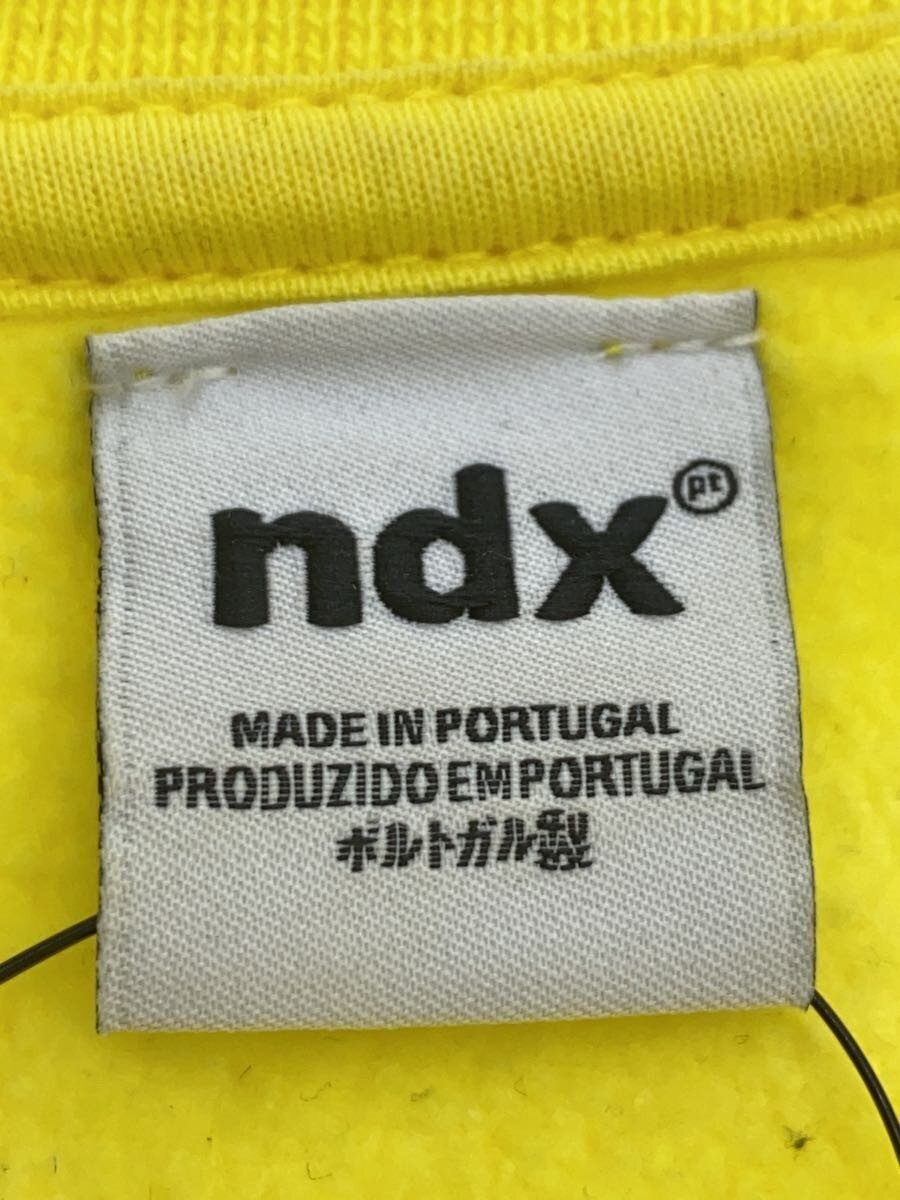 ndx pt
MADE IN PORTUGAL
PRODUZIDO EM PORTUGAL
ポルトガル製